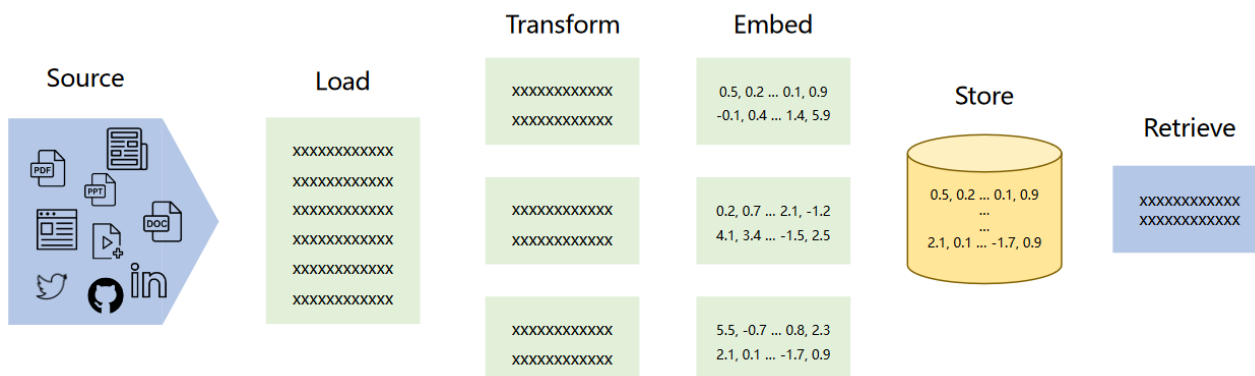 Source
PDF
PPT
DOC
in
Load
xxxxxxxxxxxx
xxxxxxxxxxxx
xxxxxxxxxxxx
xxxxxxxxxxxx
xxxxxxxxxxxx
xxxxxxxxxxxx
Transform
xxxxxxxxxxxx
xxxxxxxxxxxx
xxxxxxxxxxxx
xxxxxxxxxxxx
xxxxxxxxxxxx
xxxxxxxxxxxx
Embed
0.5, 0.2 ... 0.1, 0.9
-0.1, 0.4 ... 1.4, 5.9
0.2, 0.7 ... 2.1, -1.2
4.1, 3.4 ... -1.5, 2.5
5.5, -0.7 ... 0.8, 2.3
2.1, 0.1 ... -1.7, 0.9
Store
0.5, 0.2 ... 0.1, 0.9
...
...
2.1, 0.1 ... -1.7, 0.9
Retrieve
xxxxxxxxxxxx
xxxxxxxxxxxx